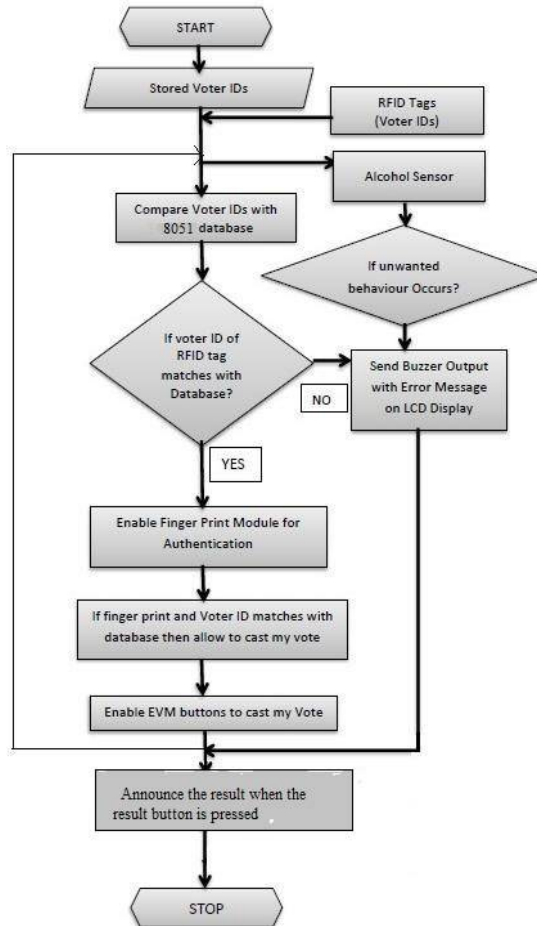 START
Stored Voter IDs
RFID Tags
(Voter IDs)
Alcohol Sensor
Compare Voter IDs with
8051 database
If unwanted
behaviour Occurs?
If voter ID of
RFID tag
matches with
Database?
Send Buzzer Output
with Error Message
on LCD Display
NO
YES
Enable Finger Print Module for
Authentication
If finger print and Voter ID matches with
database then allow to cast my vote
Enable EVM buttons to cast my Vote
Announce the result when the
result button is pressed
STOP